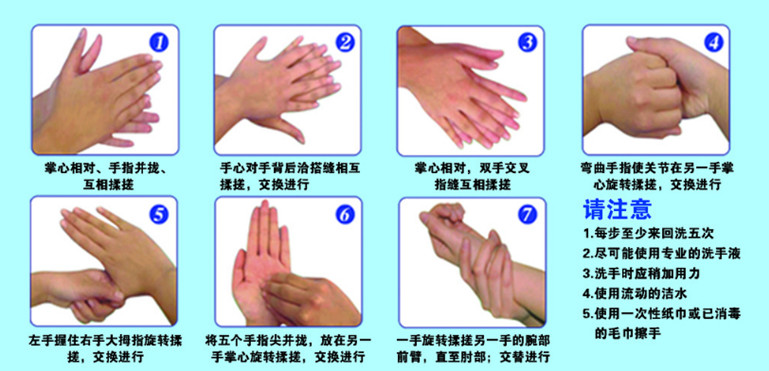 1
2
3
4
掌心相对、手指并拢、
互相揉搓
手心对手背后洽搭缝相互
揉搓，交换进行
掌心相对，双手交叉
指缝互相揉搓
弯曲手指使关节在另一手掌
心旋转揉搓，交换进行
5
6
7
左手握住右手大拇指旋转揉
搓，交换进行
将五个手指尖并拢，放在另一
手掌心旋转揉搓，交换进行
一手旋转揉搓另一手的腕部
前臂，直至肘部；交替进行
请注意
1.每步至少来回洗五次
2.尽可能使用专业的洗手液
3.洗手时应稍加用力
4.使用流动的洁水
5.使用一次性纸巾或已消毒
的毛巾擦手